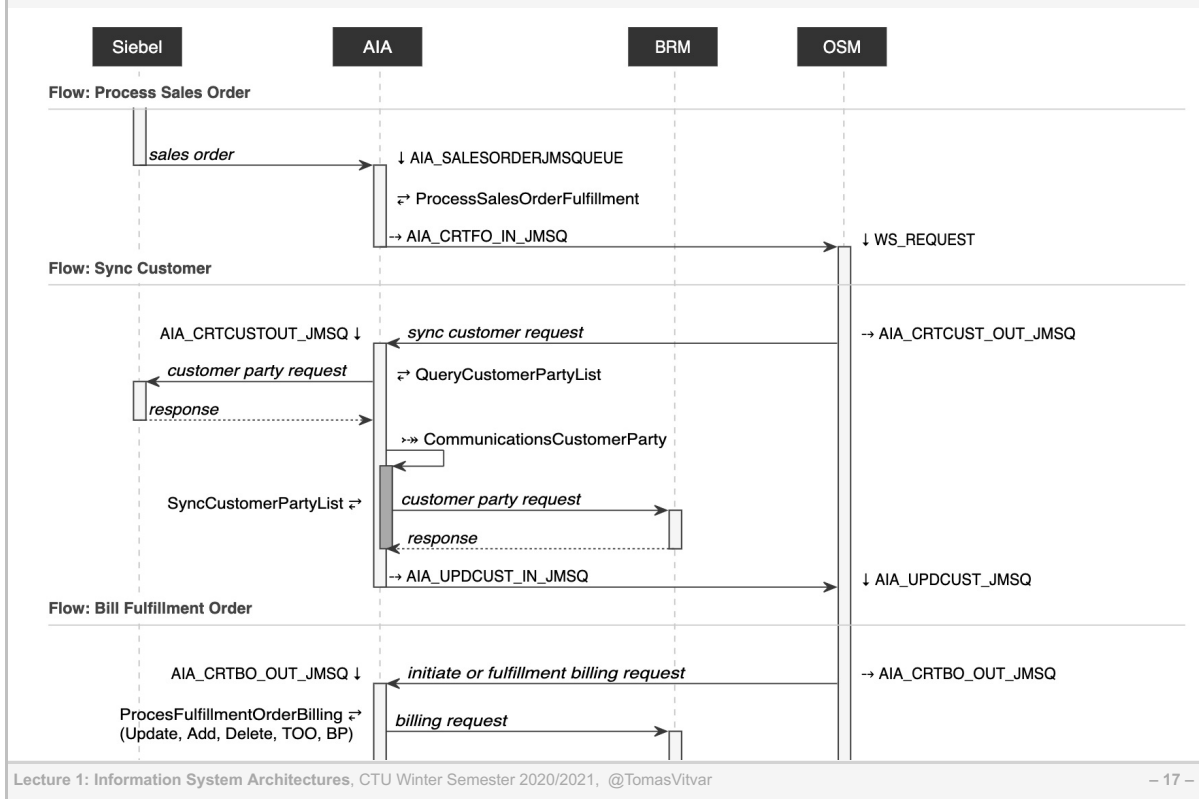 Siebel AIA BRM OSM
Flow: Process Sales Order
sales order
↓ AIA_SALESORDERJMSQUEUE
⇄ ProcessSalesOrderFulfillment
⇢ AIA_CRTFO_IN_JMSQ
↓ WS_REQUEST
Flow: Sync Customer
AIA_CRTCUSTOUT_JMSQ ↓
sync customer request
⇢ AIA_CRTCUST_OUT_JMSQ
customer party request
⇄ QueryCustomerPartyList
response
⤐ CommunicationsCustomerParty
SyncCustomerPartyList ⇄
customer party request
response
⇢ AIA_UPDCUST_IN_JMSQ
↓ AIA_UPDCUST_JMSQ
Flow: Bill Fulfillment Order
AIA_CRTBO_OUT_JMSQ ↓
initiate or fulfillment billing request
⇢ AIA_CRTBO_OUT_JMSQ
ProcesFulfillmentOrderBilling ⇄
(Update, Add, Delete, TOO, BP)
billing request
Lecture 1: Information System Architectures, CTU Winter Semester 2020/2021, @TomasVitvar
– 17 –